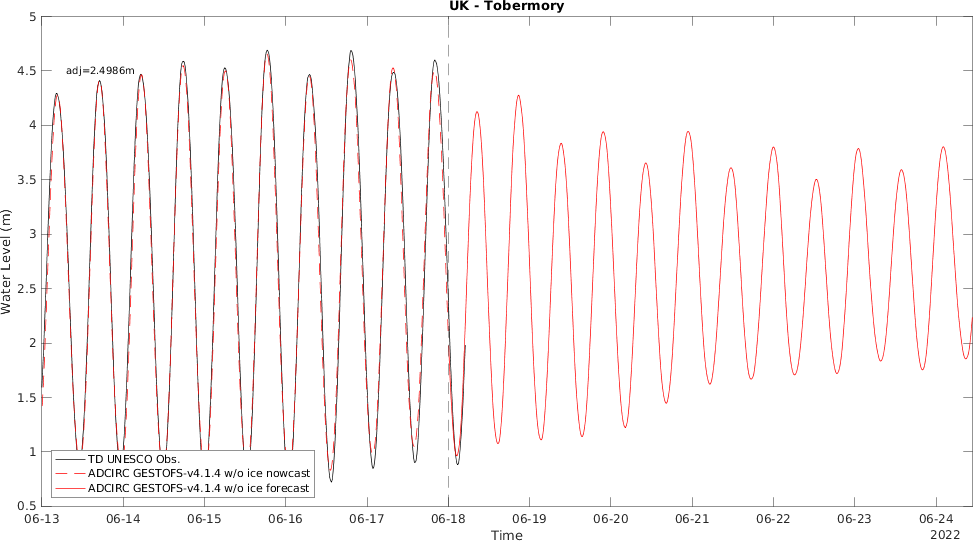 UK - Tobermory
5
4.5
4
3.5
3
2.5
2
1.5
1
0.5
Water Level (m)
adj=2.4986m
TD UNESCO Obs.
ADCIRC GESTOFS-v4.1.4 w/o ice nowcast
ADCIRC GESTOFS-v4.1.4 w/o ice forecast
06-13 06-14 06-15 06-16 06-17 06-18 06-19 06-20 06-21 06-22 06-23 06-24
Time
2022